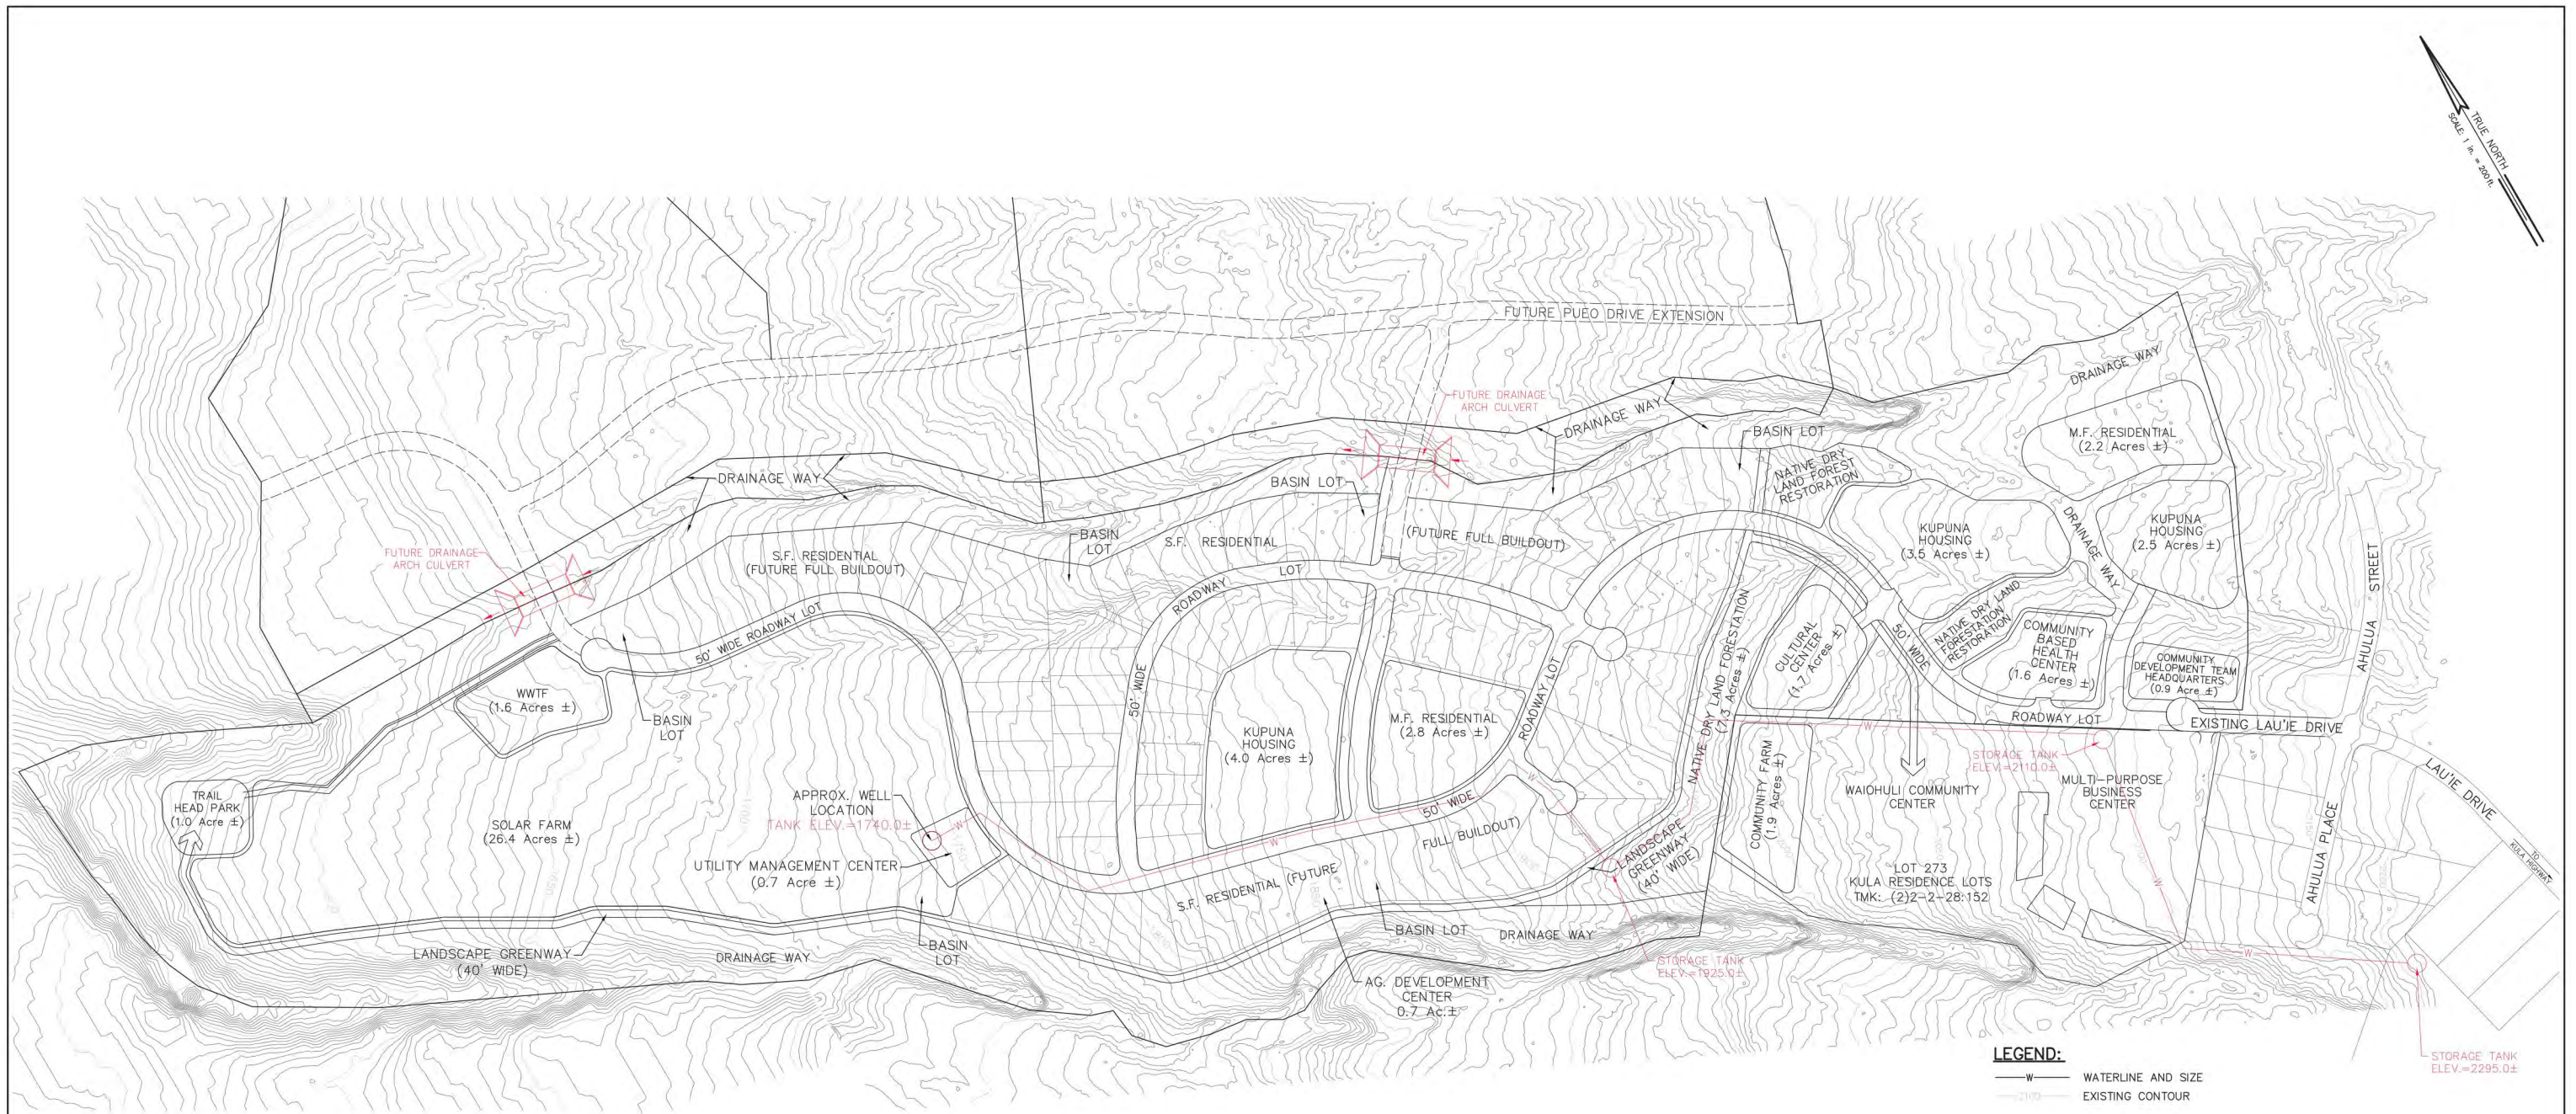 TRUE NORTH
SCALE: 1 in. = 200 ft.
FUTURE PUEO DRIVE EXTENSION
DRAINAGE WAY
M.F. RESIDENTIAL
(2.2 Acres ±)
FUTURE DRAINAGE
ARCH CULVERT
DRAINAGE WAY
BASIN LOT
NATIVE DRY
LAND FOREST
RESTORATION
DRAINAGE WAY
BASIN LOT
KUPUNA
HOUSING
(3.5 Acres ±)
DRAINAGE WAY
KUPUNA
HOUSING
(2.5 Acres ±)
FUTURE DRAINAGE
ARCH CULVERT
S.F. RESIDENTIAL
(FUTURE FULL BUILDOUT)
BASIN
LOT
S.F. RESIDENTIAL
(FUTURE FULL BUILDOUT)
ROADWAY LOT
50' WIDE
50' WIDE ROADWAY LOT
AHULUA STREET
NATIVE DRY LAND
FORESTATION
RESTORATION
COMMUNITY
BASED
HEALTH
CENTER
(1.6 Acres ±)
COMMUNITY
DEVELOPMENT TEAM
HEADQUARTERS
(0.9 Acre ±)
CULTURAL
CENTER
(1.7 Acres ±)
50' WIDE
ROADWAY LOT
EXISTING LAU'IE DRIVE
NATIVE DRY LAND FORESTATION
(7.3 Acres ±)
WWTF
(1.6 Acres ±)
BASIN
LOT
KUPUNA
HOUSING
(4.0 Acres ±)
M.F. RESIDENTIAL
(2.8 Acres ±)
ROADWAY LOT
50' WIDE
W
W
W
W
W
W
STORAGE TANK
ELEV.=2110.0±
COMMUNITY FARM
(1.9 Acres ±)
WAIOHULI COMMUNITY
CENTER
MULTI-PURPOSE
BUSINESS
CENTER
LAU'IE DRIVE
TO
KULA HIGHWAY
AHULUA PLACE
TRAIL
HEAD PARK
(1.0 Acre ±)
SOLAR FARM
(26.4 Acres ±)
APPROX. WELL
LOCATION
TANK ELEV.=1740.0±
UTILITY MANAGEMENT CENTER
(0.7 Acre ±)
S.F. RESIDENTIAL (FUTURE
FULL BUILDOUT)
LANDSCAPE
GREENWAY
(40' WIDE)
LOT 273
KULA RESIDENCE LOTS
TMK: (2)2-2-28:152
LANDSCAPE GREENWAY
(40' WIDE)
DRAINAGE WAY
BASIN
LOT
BASIN LOT
DRAINAGE WAY
AG. DEVELOPMENT
CENTER
0.7 Ac.±
STORAGE TANK
ELEV.=1925.0±
STORAGE TANK
ELEV.=2295.0±
LEGEND:
W WATERLINE AND SIZE
2100 EXISTING CONTOUR